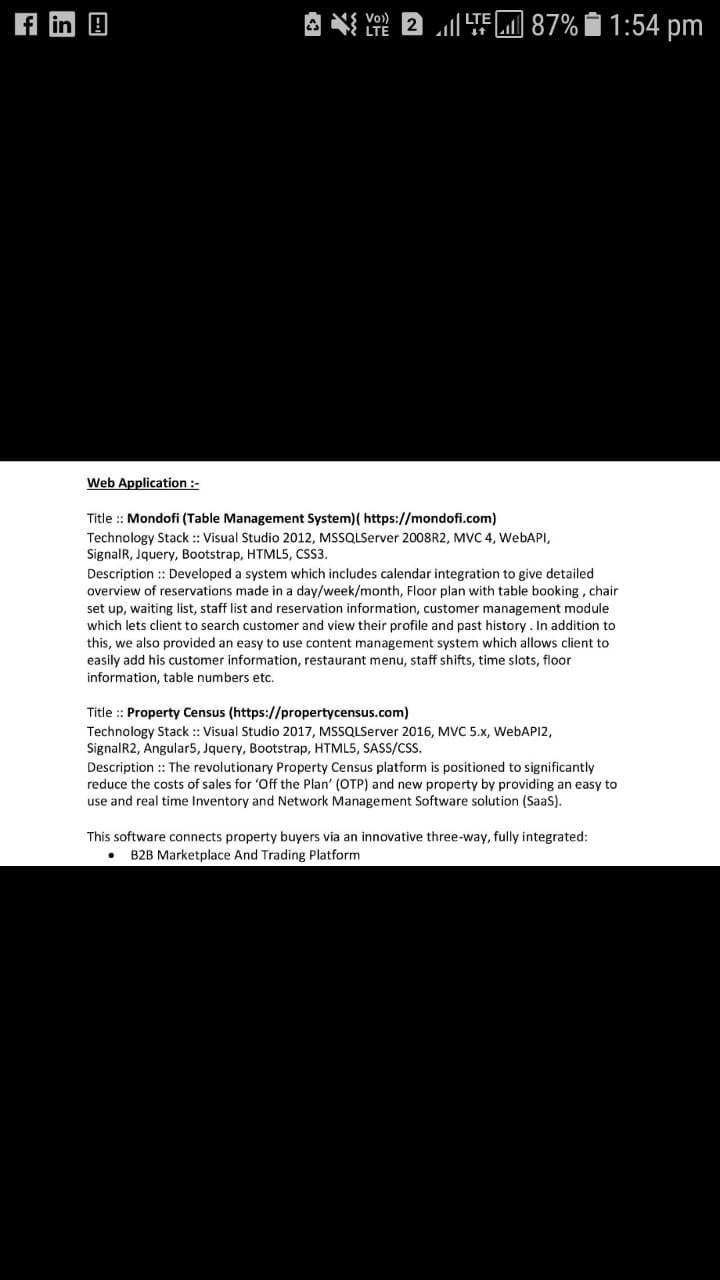 Vo)) LTE 2 LTE 87% 1:54 pm
Web Application :-
Title :: Mondofi (Table Management System)( https://mondofi.com)
Technology Stack :: Visual Studio 2012, MSSQLServer 2008R2, MVC 4, WebAPI,
SignalR, Jquery, Bootstrap, HTML5, CSS3.
Description :: Developed a system which includes calendar integration to give detailed
overview of reservations made in a day/week/month, Floor plan with table booking , chair
set up, waiting list, staff list and reservation information, customer management module
which lets client to search customer and view their profile and past history . In addition to
this, we also provided an easy to use content management system which allows client to
easily add his customer information, restaurant menu, staff shifts, time slots, floor
information, table numbers etc.
Title :: Property Census (https://propertycensus.com)
Technology Stack :: Visual Studio 2017, MSSQLServer 2016, MVC 5.x, WebAPI2,
SignalR2, Angular5, Jquery, Bootstrap, HTML5, SASS/CSS.
Description :: The revolutionary Property Census platform is positioned to significantly
reduce the costs of sales for ‘Off the Plan’ (OTP) and new property by providing an easy to
use and real time Inventory and Network Management Software solution (SaaS).
This software connects property buyers via an innovative three-way, fully integrated:
• B2B Marketplace And Trading Platform